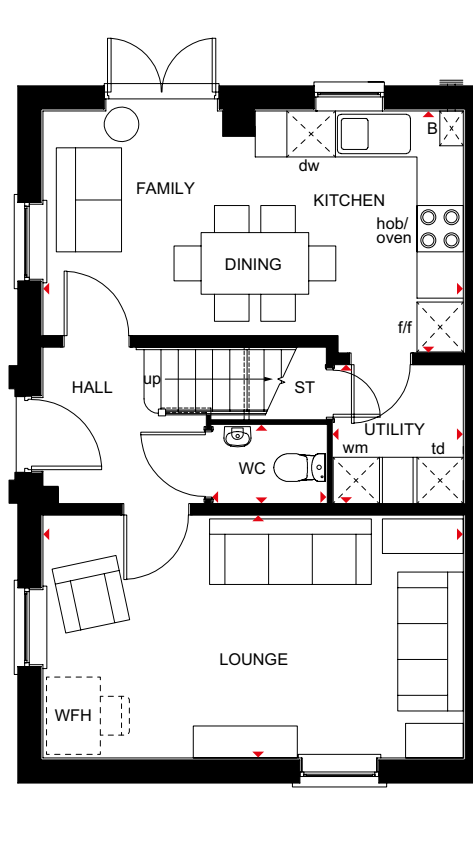 B
dw
FAMILY
KITCHEN
hob/
oven
DINING
f/f
up
HALL
ST
UTILITY
wm
td
WC
LOUNGE
WFH